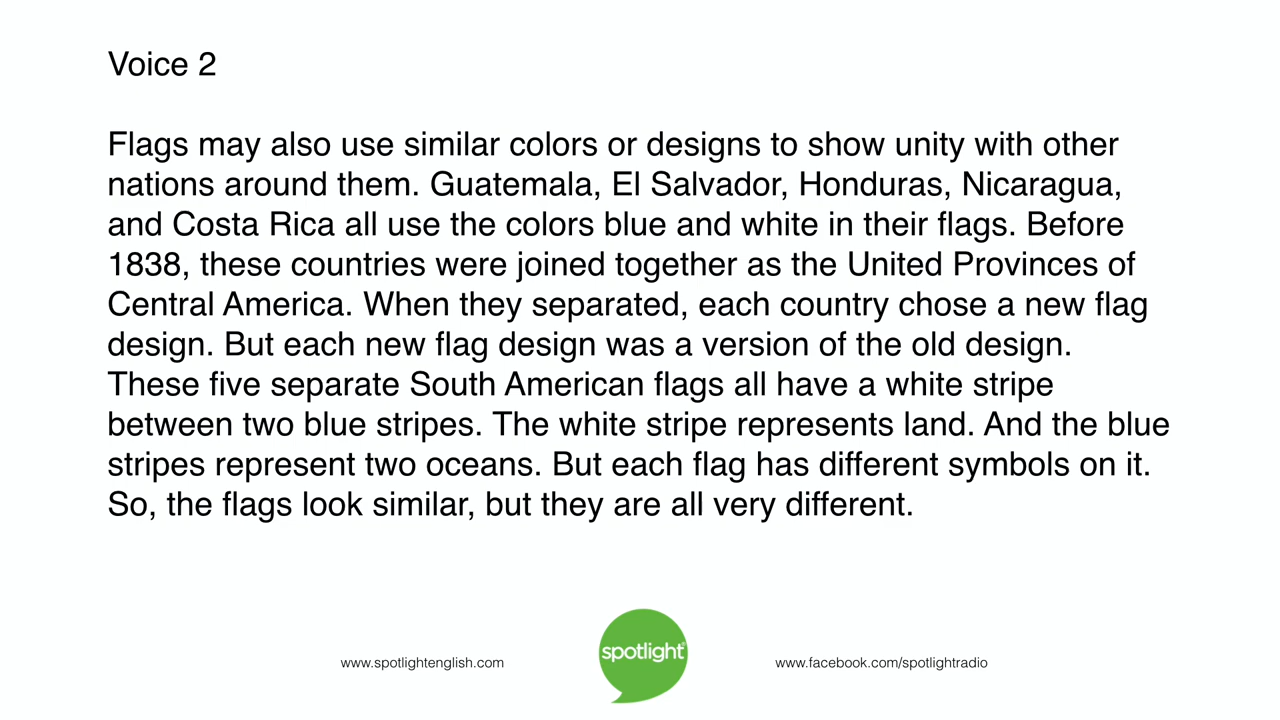 Voice 2
Flags may also use similar colors or designs to show unity with other
nations around them. Guatemala, El Salvador, Honduras, Nicaragua,
and Costa Rica all use the colors blue and white in their flags. Before
1838, these countries were joined together as the United Provinces of
Central America. When they separated, each country chose a new flag
design. But each new flag design was a version of the old design.
These five separate South American flags all have a white stripe
between two blue stripes. The white stripe represents land. And the blue
stripes represent two oceans. But each flag has different symbols on it.
So, the flags look similar, but they are all very different.
www.spotlightenglish.com
spotlight®
www.facebook.com/spotlightradio